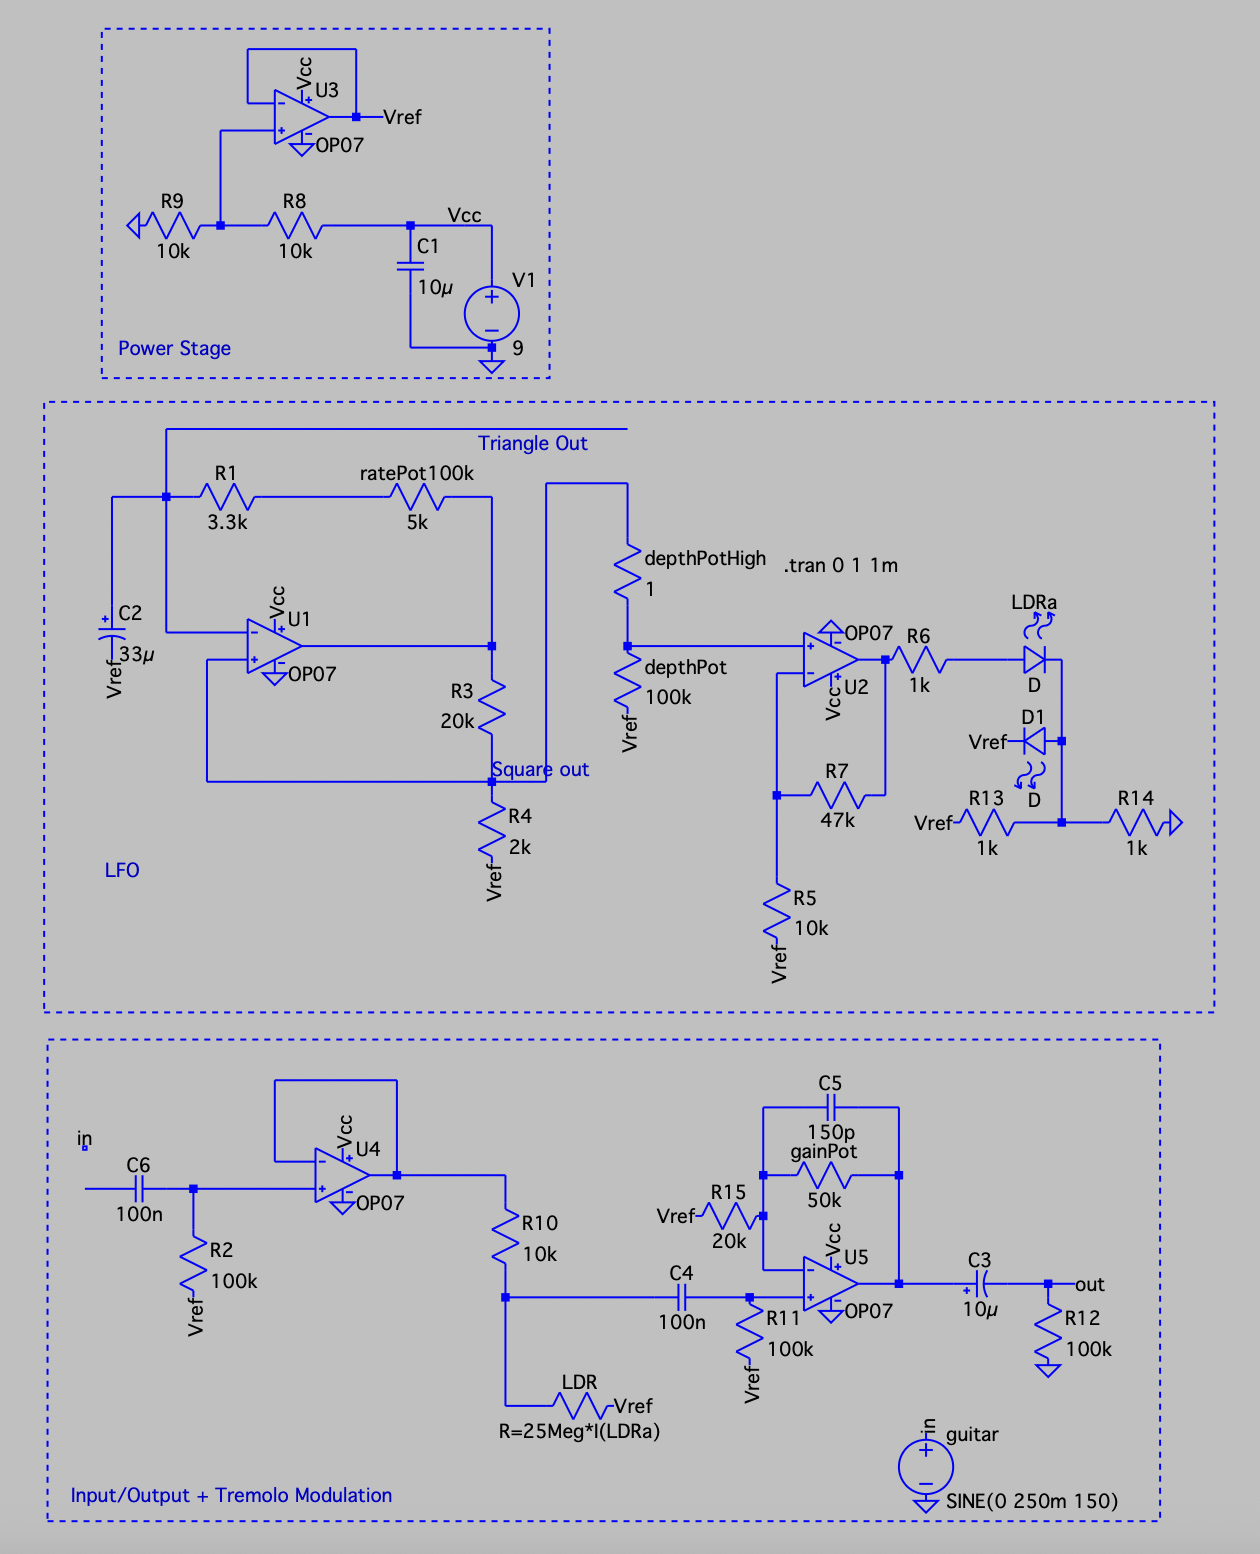 Vcc
U3
Vref
OP07
R9
R8
Vcc
10k
10k
C1
10µ
V1
9
Power Stage
Triangle Out
R1
ratePot100k
3.3k
5k
C2
33µ
Vref
Vcc
U1
OP07
R3
20k
Square out
R4
2k
Vref
LFO
depthPotHigh
1
.tran 0 1 1m
depthPot
100k
Vref
OP07
U2
Vcc
R6
1k
LDRa
D
D1
Vref
D
R7
47k
R5
10k
Vref
R13
Vref
1k
R14
1k
in
C6
100n
R2
100k
Vref
Vcc
U4
OP07
R10
10k
C4
100n
LDR
Vref
R=25Meg*I(LDRa)
C5
150p
gainPot
50k
R15
Vref
20k
Vcc
U5
OP07
R11
100k
Vref
C3
10µ
out
R12
100k
in
guitar
SINE(0 250m 150)
Input/Output + Tremolo Modulation